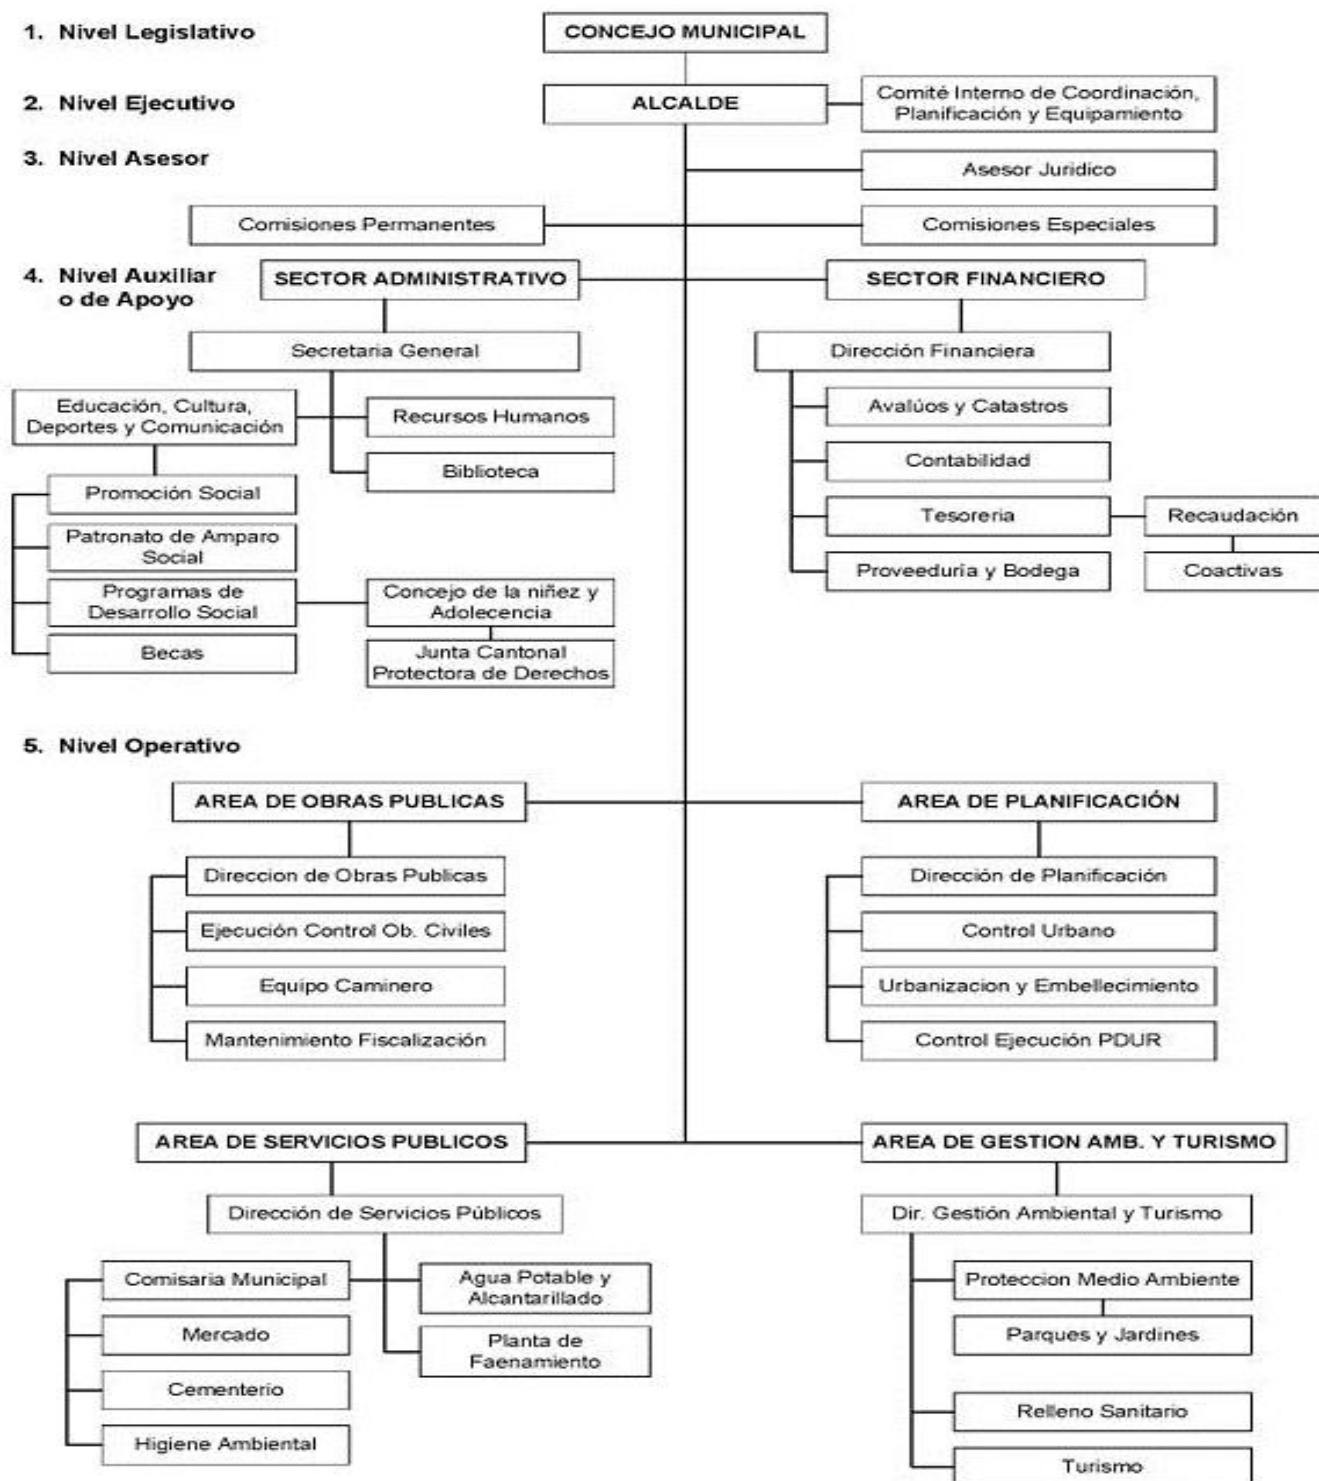 1. Nivel Legislativo
CONCEJO MUNICIPAL
2. Nivel Ejecutivo
ALCALDE
Comité Interno de Coordinación,
Planificación y Equipamiento
3. Nivel Asesor
Asesor Juridico
Comisiones Permanentes
Comisiones Especiales
4. Nivel Auxiliar
o de Apoyo
SECTOR ADMINISTRATIVO
SECTOR FINANCIERO
Secretaria General
Dirección Financiera
Educación, Cultura,
Deportes y Comunicación
Recursos Humanos
Biblioteca
Avalúos y Catastros
Contabilidad
Tesoreria
Recaudación
Proveeduría y Bodega
Coactivas
Promoción Social
Patronato de Amparo
Social
Programas de
Desarrollo Social
Concejo de la niñez y
Adolecencia
Becas
Junta Cantonal
Protectora de Derechos
5. Nivel Operativo
AREA DE OBRAS PUBLICAS
AREA DE PLANIFICACIÓN
Direccion de Obras Publicas
Dirección de Planificación
Ejecución Control Ob. Civiles
Control Urbano
Equipo Caminero
Urbanizacion y Embellecimiento
Mantenimiento Fiscalización
Control Ejecución PDUR
AREA DE SERVICIOS PUBLICOS
AREA DE GESTION AMB. Y TURISMO
Dirección de Servicios Públicos
Dir. Gestión Ambiental y Turismo
Comisaria Municipal
Agua Potable y
Alcantarillado
Proteccion Medio Ambiente
Mercado
Planta de
Faenamiento
Parques y Jardines
Cementerio
Relleno Sanitario
Higiene Ambiental
Turismo